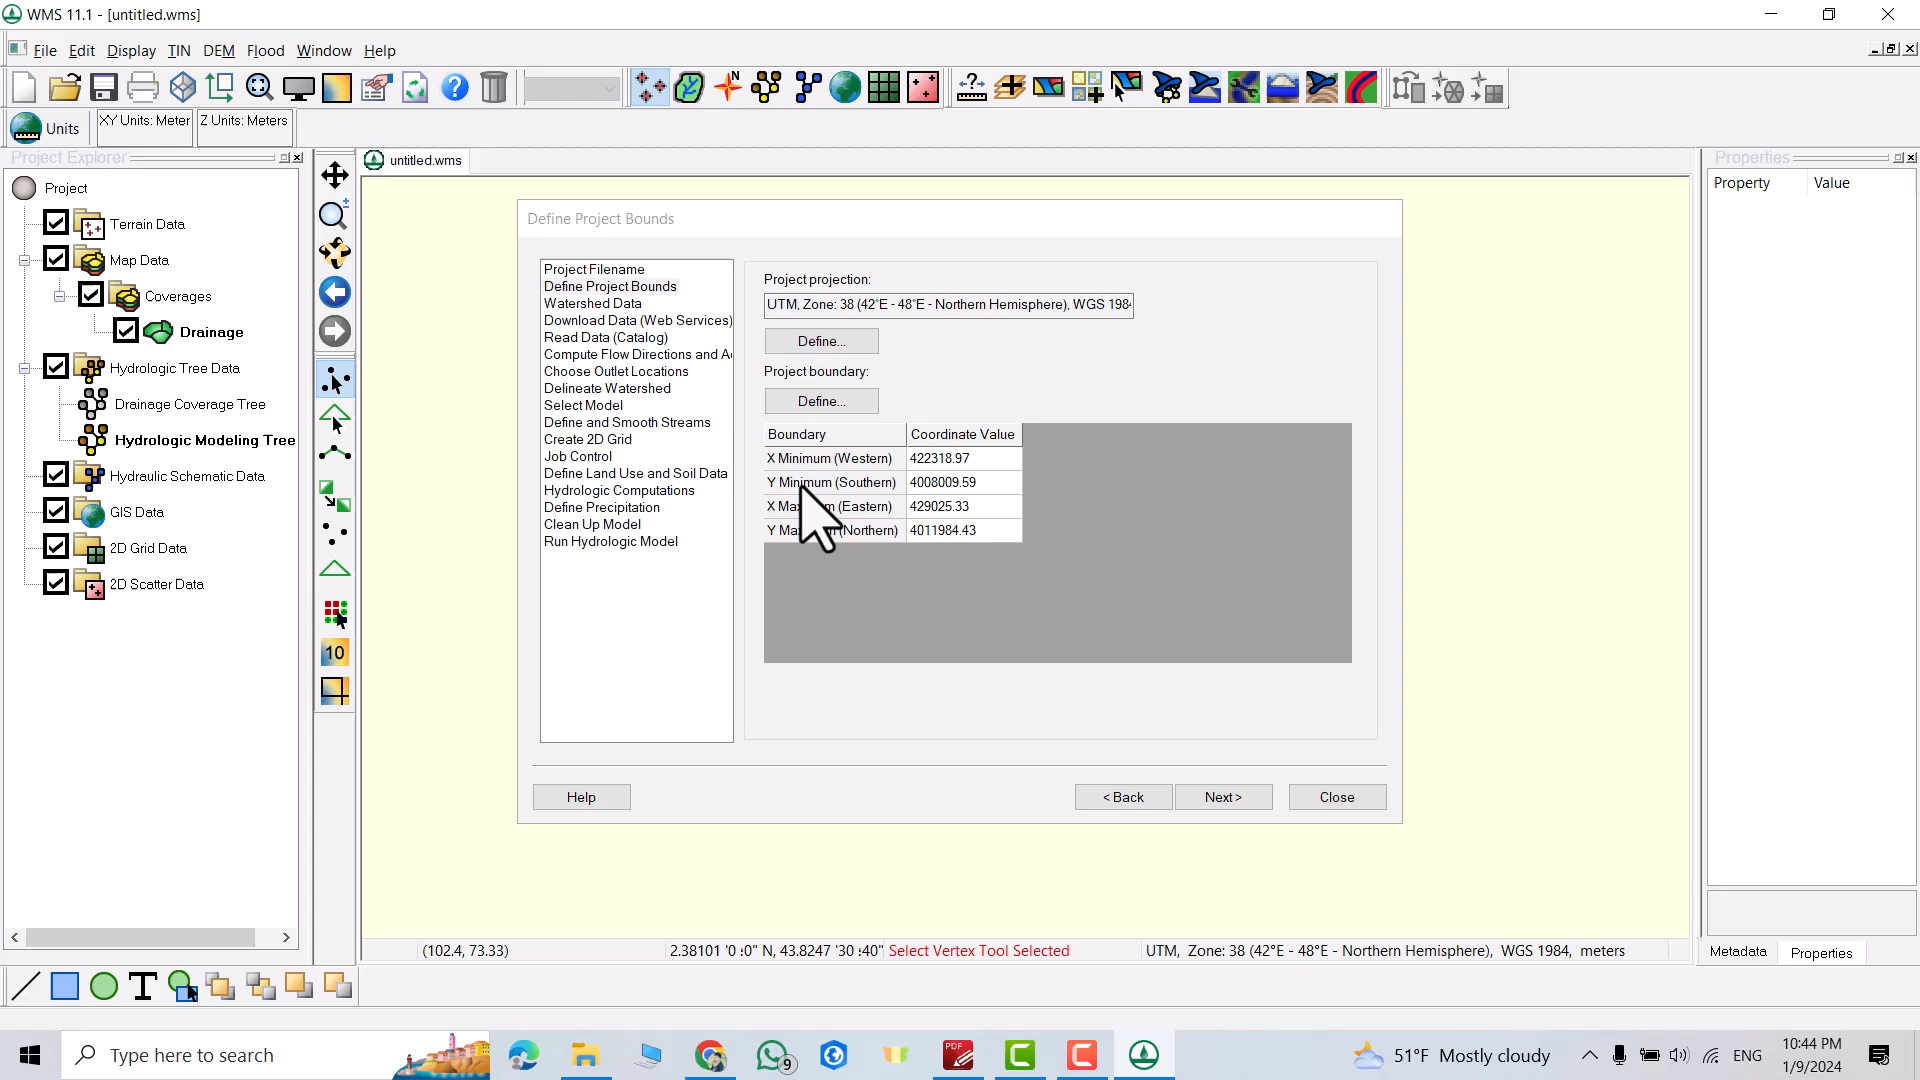 WMS 11.1 - [untitled.wms]
File Edit Display TIN DEM Flood Window Help
Units
XY Units: Meter
Z Units: Meters
Project Explorer
Project
Terrain Data
Map Data
Coverages
Drainage
Hydrologic Tree Data
Drainage Coverage Tree
Hydrologic Modeling Tree
Hydraulic Schematic Data
GIS Data
2D Grid Data
2D Scatter Data
10
untitled.wms
Define Project Bounds
Project Filename
Define Project Bounds
Watershed Data
Download Data (Web Services)
Read Data (Catalog)
Compute Flow Directions and A
Choose Outlet Locations
Delineate Watershed
Select Model
Define and Smooth Streams
Create 2D Grid
Job Control
Define Land Use and Soil Data
Hydrologic Computations
Define Precipitation
Clean Up Model
Run Hydrologic Model
Project projection:
UTM, Zone: 38 (42°E - 48°E - Northern Hemisphere), WGS 198
Define...
Project boundary:
Define...
Boundary Coordinate Value
X Minimum (Western) 422318.97
Y Minimum (Southern) 4008009.59
X Ma m (Eastern) 429025.33
Y Ma (Northern) 4011984.43
Help < Back Next > Close
Properties
Property Value
Metadata Properties
(102.4, 73.33) 2.38101 '0 :0" N, 43.8247 '30 :40" Select Vertex Tool Selected UTM, Zone: 38 (42°E - 48°E - Northern Hemisphere), WGS 1984, meters
T
Type here to search
9
PDF
51°F Mostly cloudy
ENG
10:44 PM
1/9/2024